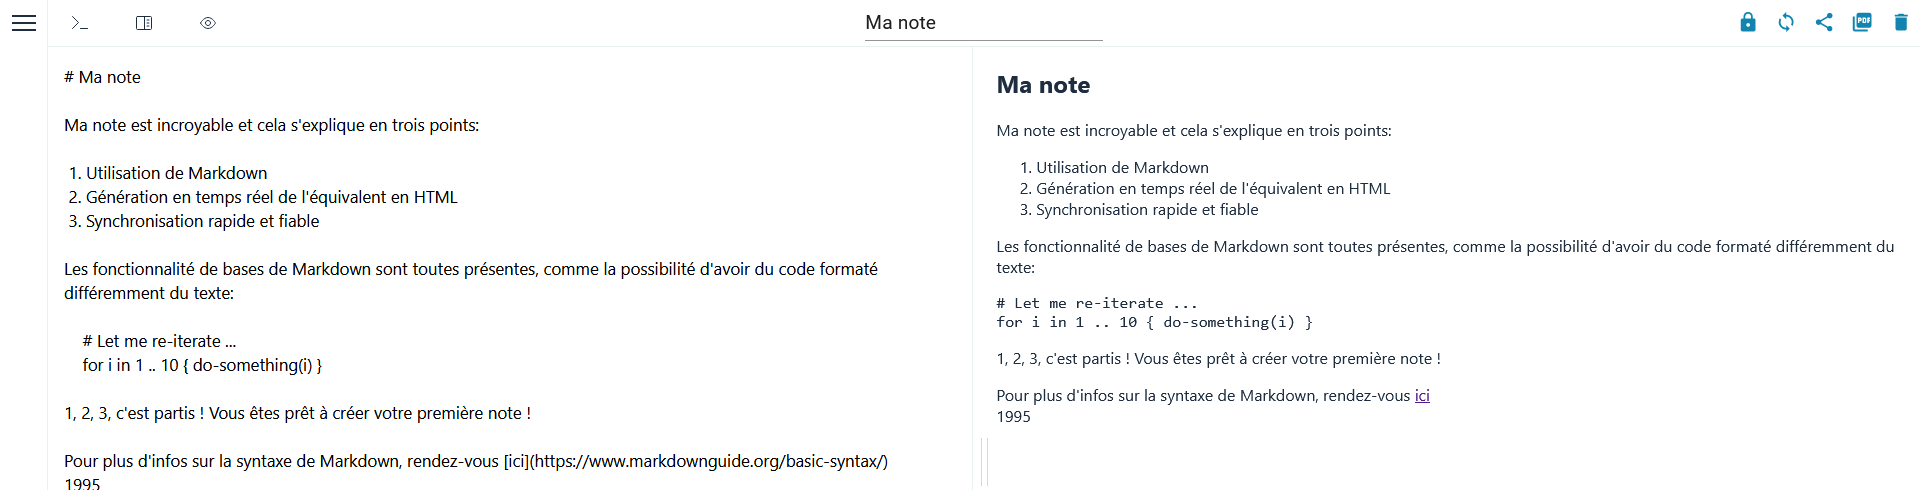 Ma note
# Ma note
Ma note est incroyable et cela s'explique en trois points:
1. Utilisation de Markdown
2. Génération en temps réel de l'équivalent en HTML
3. Synchronisation rapide et fiable
Les fonctionnalité de bases de Markdown sont toutes présentes, comme la possibilité d'avoir du code formaté
différemment du texte:
# Let me re-iterate ...
for i in 1 .. 10 { do-something(i) }
1, 2, 3, c'est partis ! Vous êtes prêt à créer votre première note !
Pour plus d'infos sur la syntaxe de Markdown, rendez-vous [ici](https://www.markdownguide.org/basic-syntax/)
1995
Ma note
Ma note est incroyable et cela s'explique en trois points:
1. Utilisation de Markdown
2. Génération en temps réel de l'équivalent en HTML
3. Synchronisation rapide et fiable
Les fonctionnalité de bases de Markdown sont toutes présentes, comme la possibilité d'avoir du code formaté différemment du
texte:
# Let me re-iterate ...
for i in 1 .. 10 { do-something(i) }
1, 2, 3, c'est partis ! Vous êtes prêt à créer votre première note !
Pour plus d'infos sur la syntaxe de Markdown, rendez-vous ici
1995
PDF